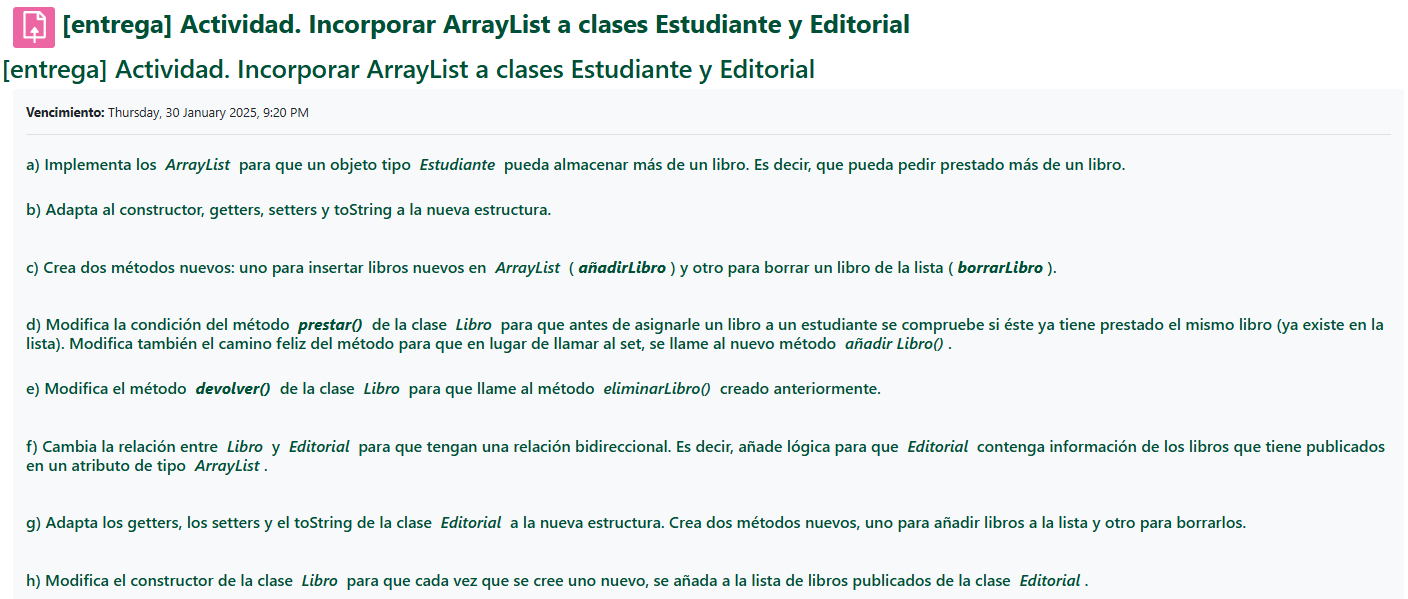 [entrega] Actividad. Incorporar ArrayList a clases Estudiante y Editorial
[entrega] Actividad. Incorporar ArrayList a clases Estudiante y Editorial
Vencimiento: Thursday, 30 January 2025, 9:20 PM
a) Implementa los ArrayList para que un objeto tipo Estudiante pueda almacenar más de un libro. Es decir, que pueda pedir prestado más de un libro.
b) Adapta al constructor, getters, setters y toString a la nueva estructura.
c) Crea dos métodos nuevos: uno para insertar libros nuevos en ArrayList ( añadirLibro ) y otro para borrar un libro de la lista ( borrarLibro ).
d) Modifica la condición del método prestar() de la clase Libro para que antes de asignarle un libro a un estudiante se compruebe si éste ya tiene prestado el mismo libro (ya existe en la
lista). Modifica también el camino feliz del método para que en lugar de llamar al set, se llame al nuevo método añadir Libro() .
e) Modifica el método devolver() de la clase Libro para que llame al método eliminarLibro() creado anteriormente.
f) Cambia la relación entre Libro y Editorial para que tengan una relación bidireccional. Es decir, añade lógica para que Editorial contenga información de los libros que tiene publicados
en un atributo de tipo ArrayList .
g) Adapta los getters, los setters y el toString de la clase Editorial a la nueva estructura. Crea dos métodos nuevos, uno para añadir libros a la lista y otro para borrarlos.
h) Modifica el constructor de la clase Libro para que cada vez que se cree uno nuevo, se añada a la lista de libros publicados de la clase Editorial .